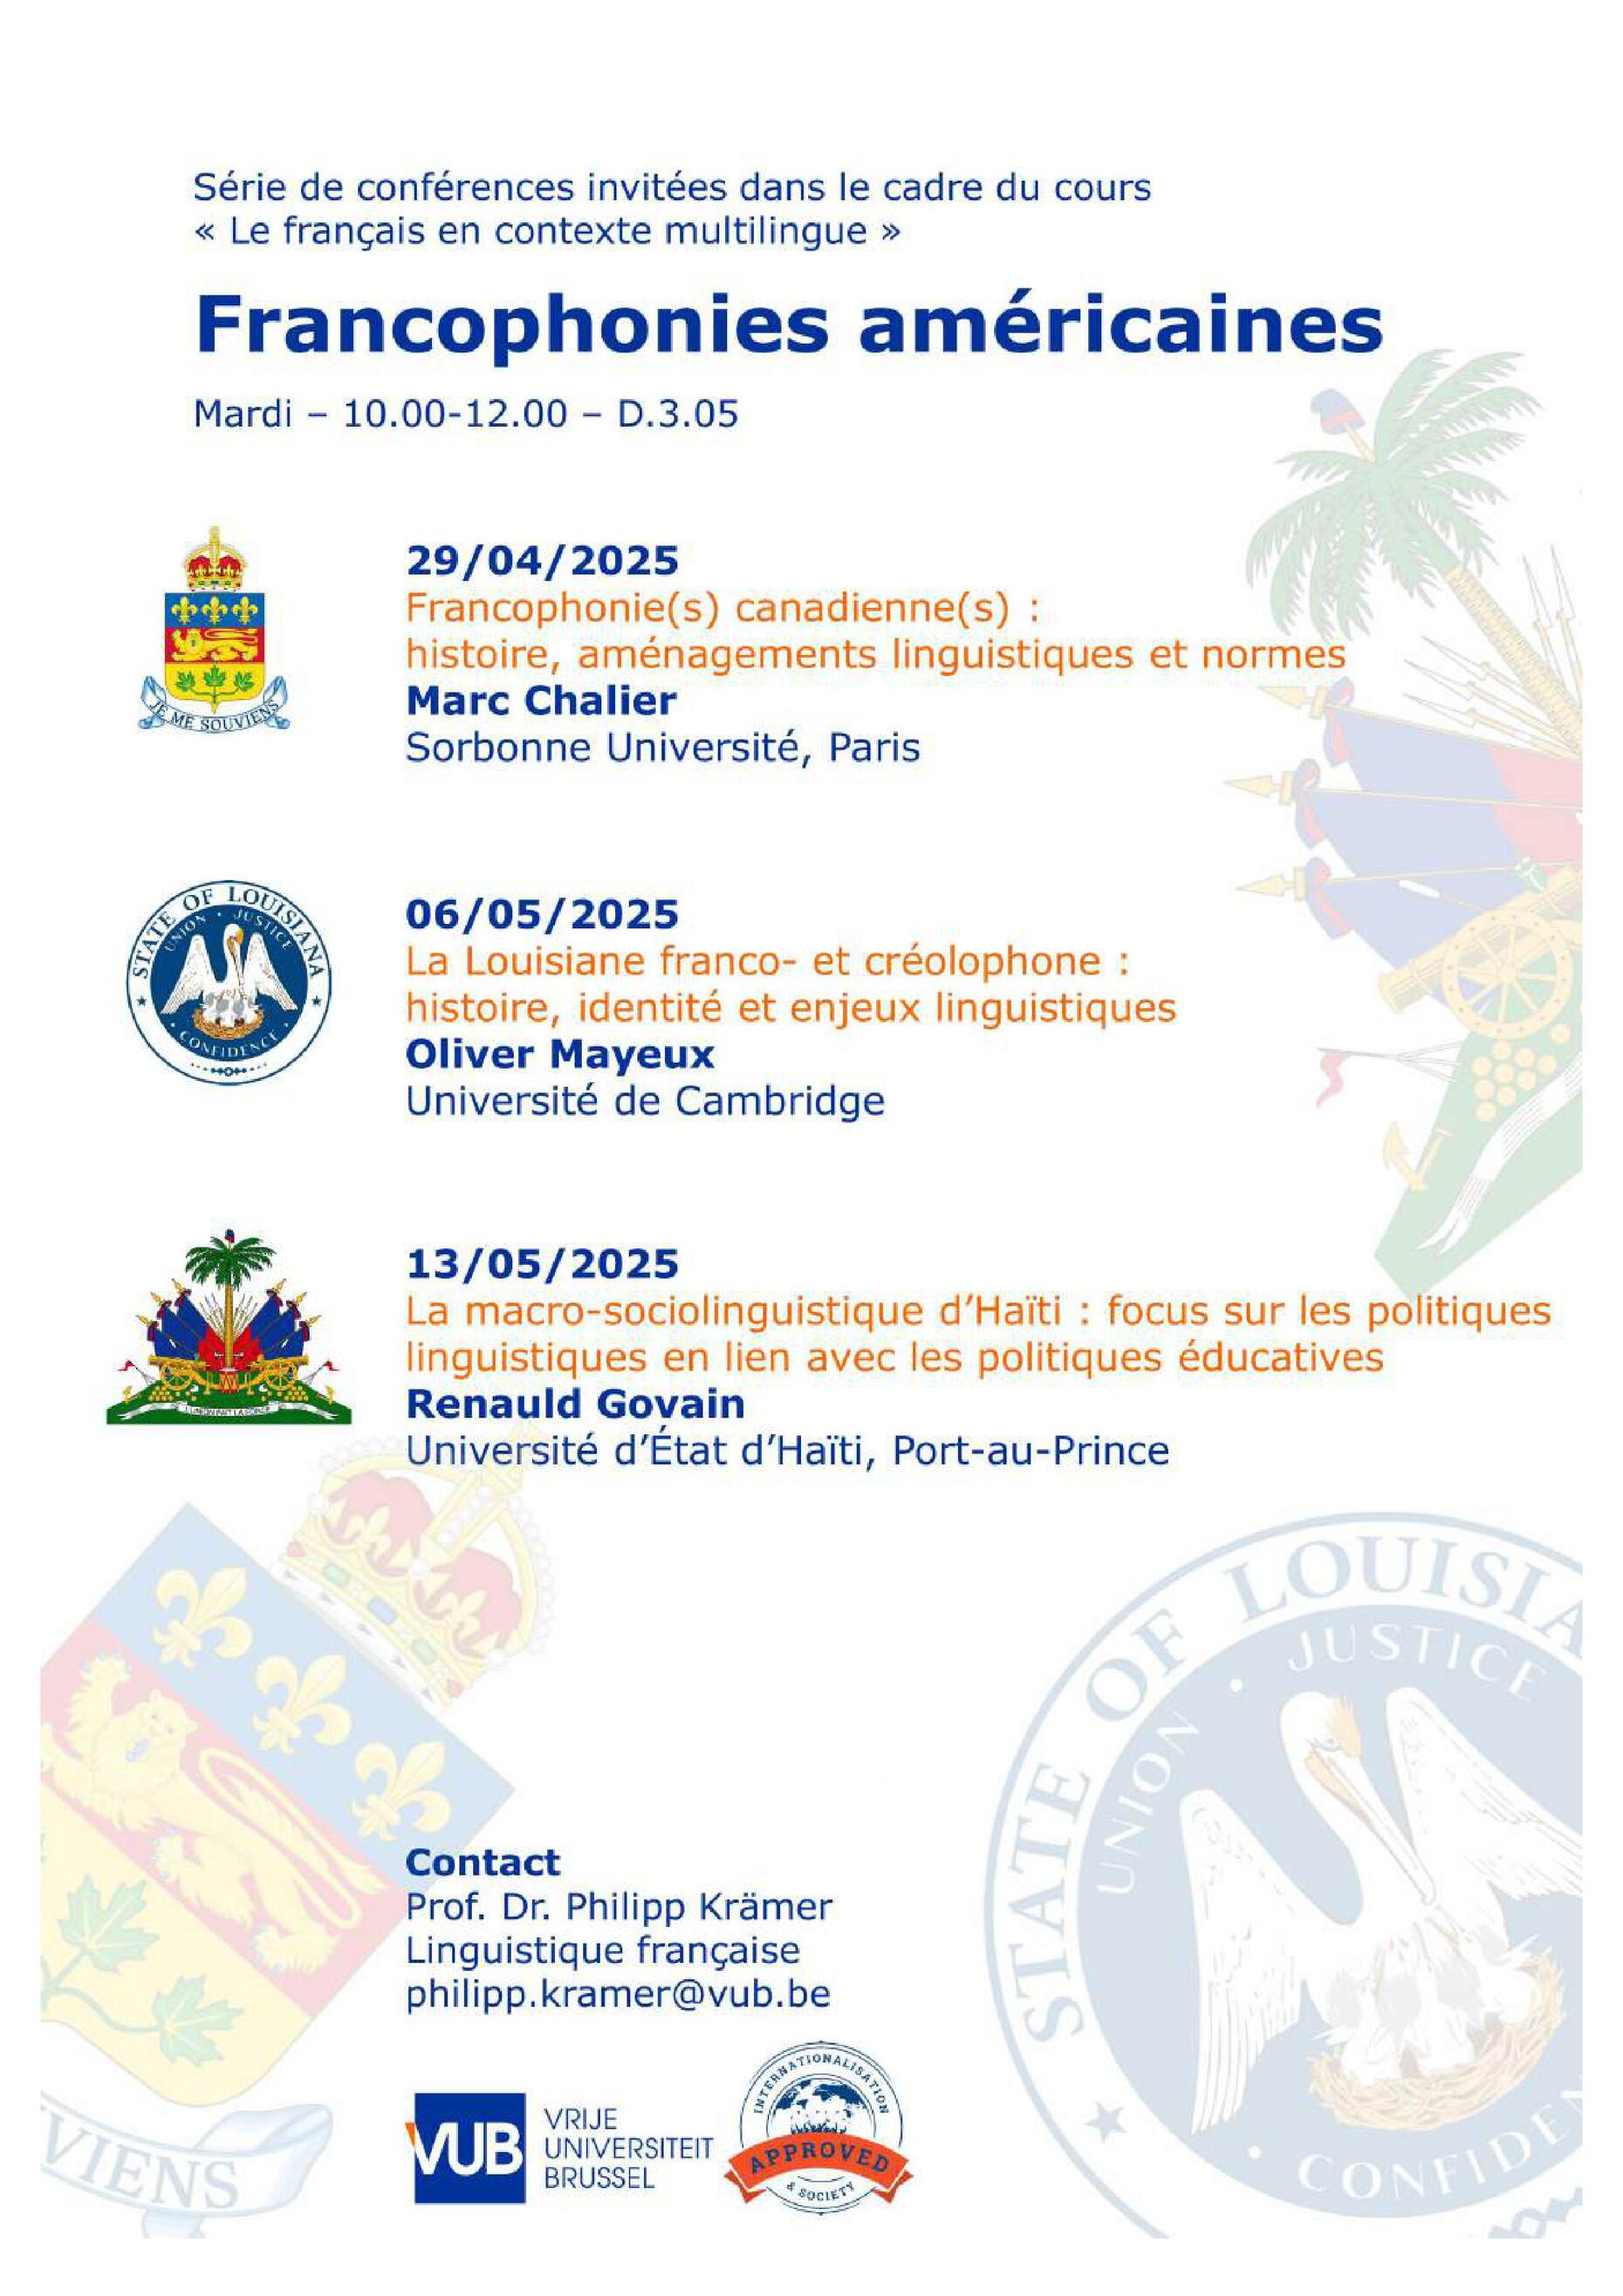 Série de conférences invitées dans le cadre du cours
« Le français en contexte multilingue »
Francophonies américaines
Mardi – 10.00-12.00 – D.3.05
JE ME SOUVIENS
29/04/2025
Francophonie(s) canadienne(s) :
histoire, aménagements linguistiques et normes
Marc Chalier
Sorbonne Université, Paris
STATE OF LOUISIANA
UNION · JUSTICE
· CONFIDENCE ·
06/05/2025
La Louisiane franco- et créolophone :
histoire, identité et enjeux linguistiques
Oliver Mayeux
Université de Cambridge
13/05/2025
La macro-sociolinguistique d’Haïti : focus sur les politiques
linguistiques en lien avec les politiques éducatives
Renauld Govain
Université d’État d’Haïti, Port-au-Prince
L'UNION FAIT LA FORCE
STATE OF LOUISIA
UNION · JUSTICE
· CONFIDEN
VIENS
Contact
Prof. Dr. Philipp Krämer
Linguistique française
philipp.kramer@vub.be
VUB
VRIJE
UNIVERSITEIT
BRUSSEL
INTERNATIONALISATION
APPROVED
& SOCIETY